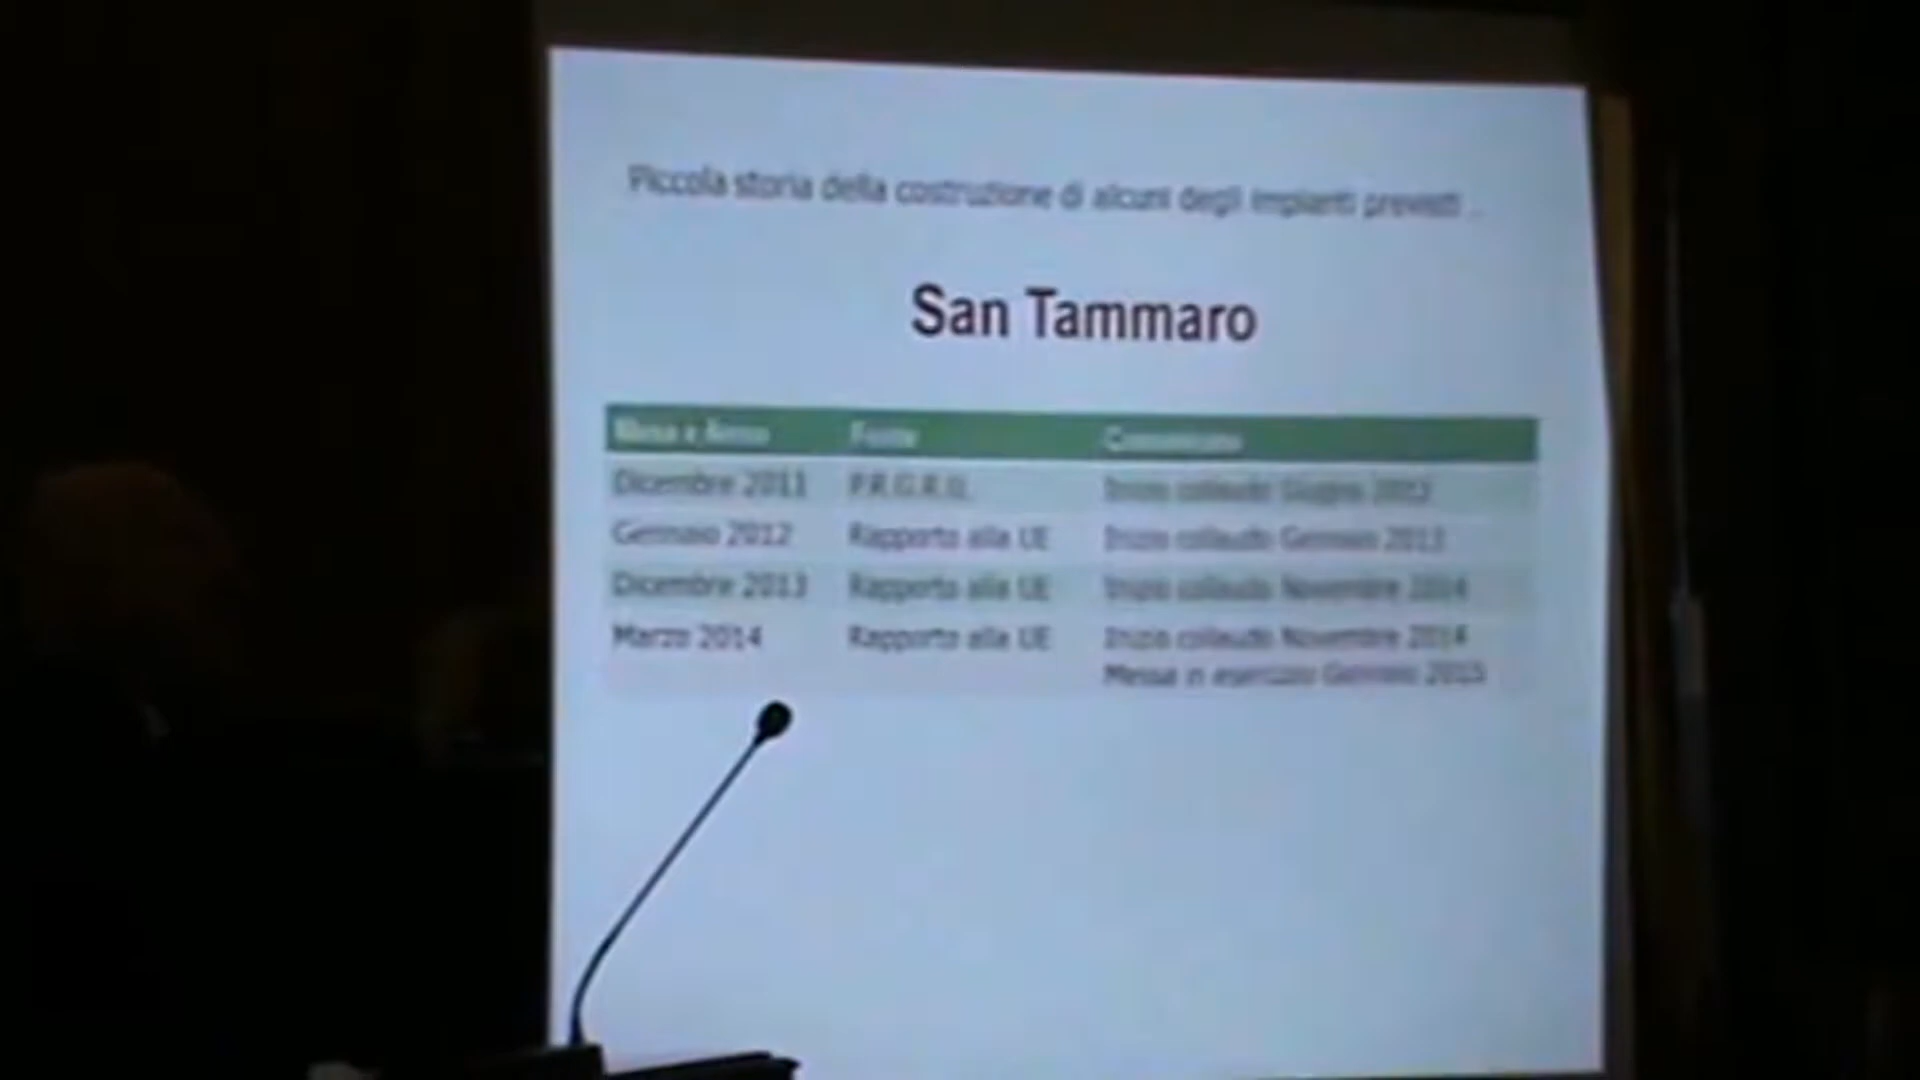 Piccola storia della costruzione di alcuni degli impianti previsti ..
San Tammaro
Mese e Anno Fonte
Dicembre 2011 P.R.G.R.U. Inizio collaudo Giugno 2012
Gennaio 2012 Rapporto alla UE Inizio collaudo Gennaio 2013
Dicembre 2013 Rapporto alla UE Inizio collaudo Novembre 2014
Marzo 2014 Rapporto alla UE Inizio collaudo Novembre 2014
Messa in esercizio Gennaio 2015